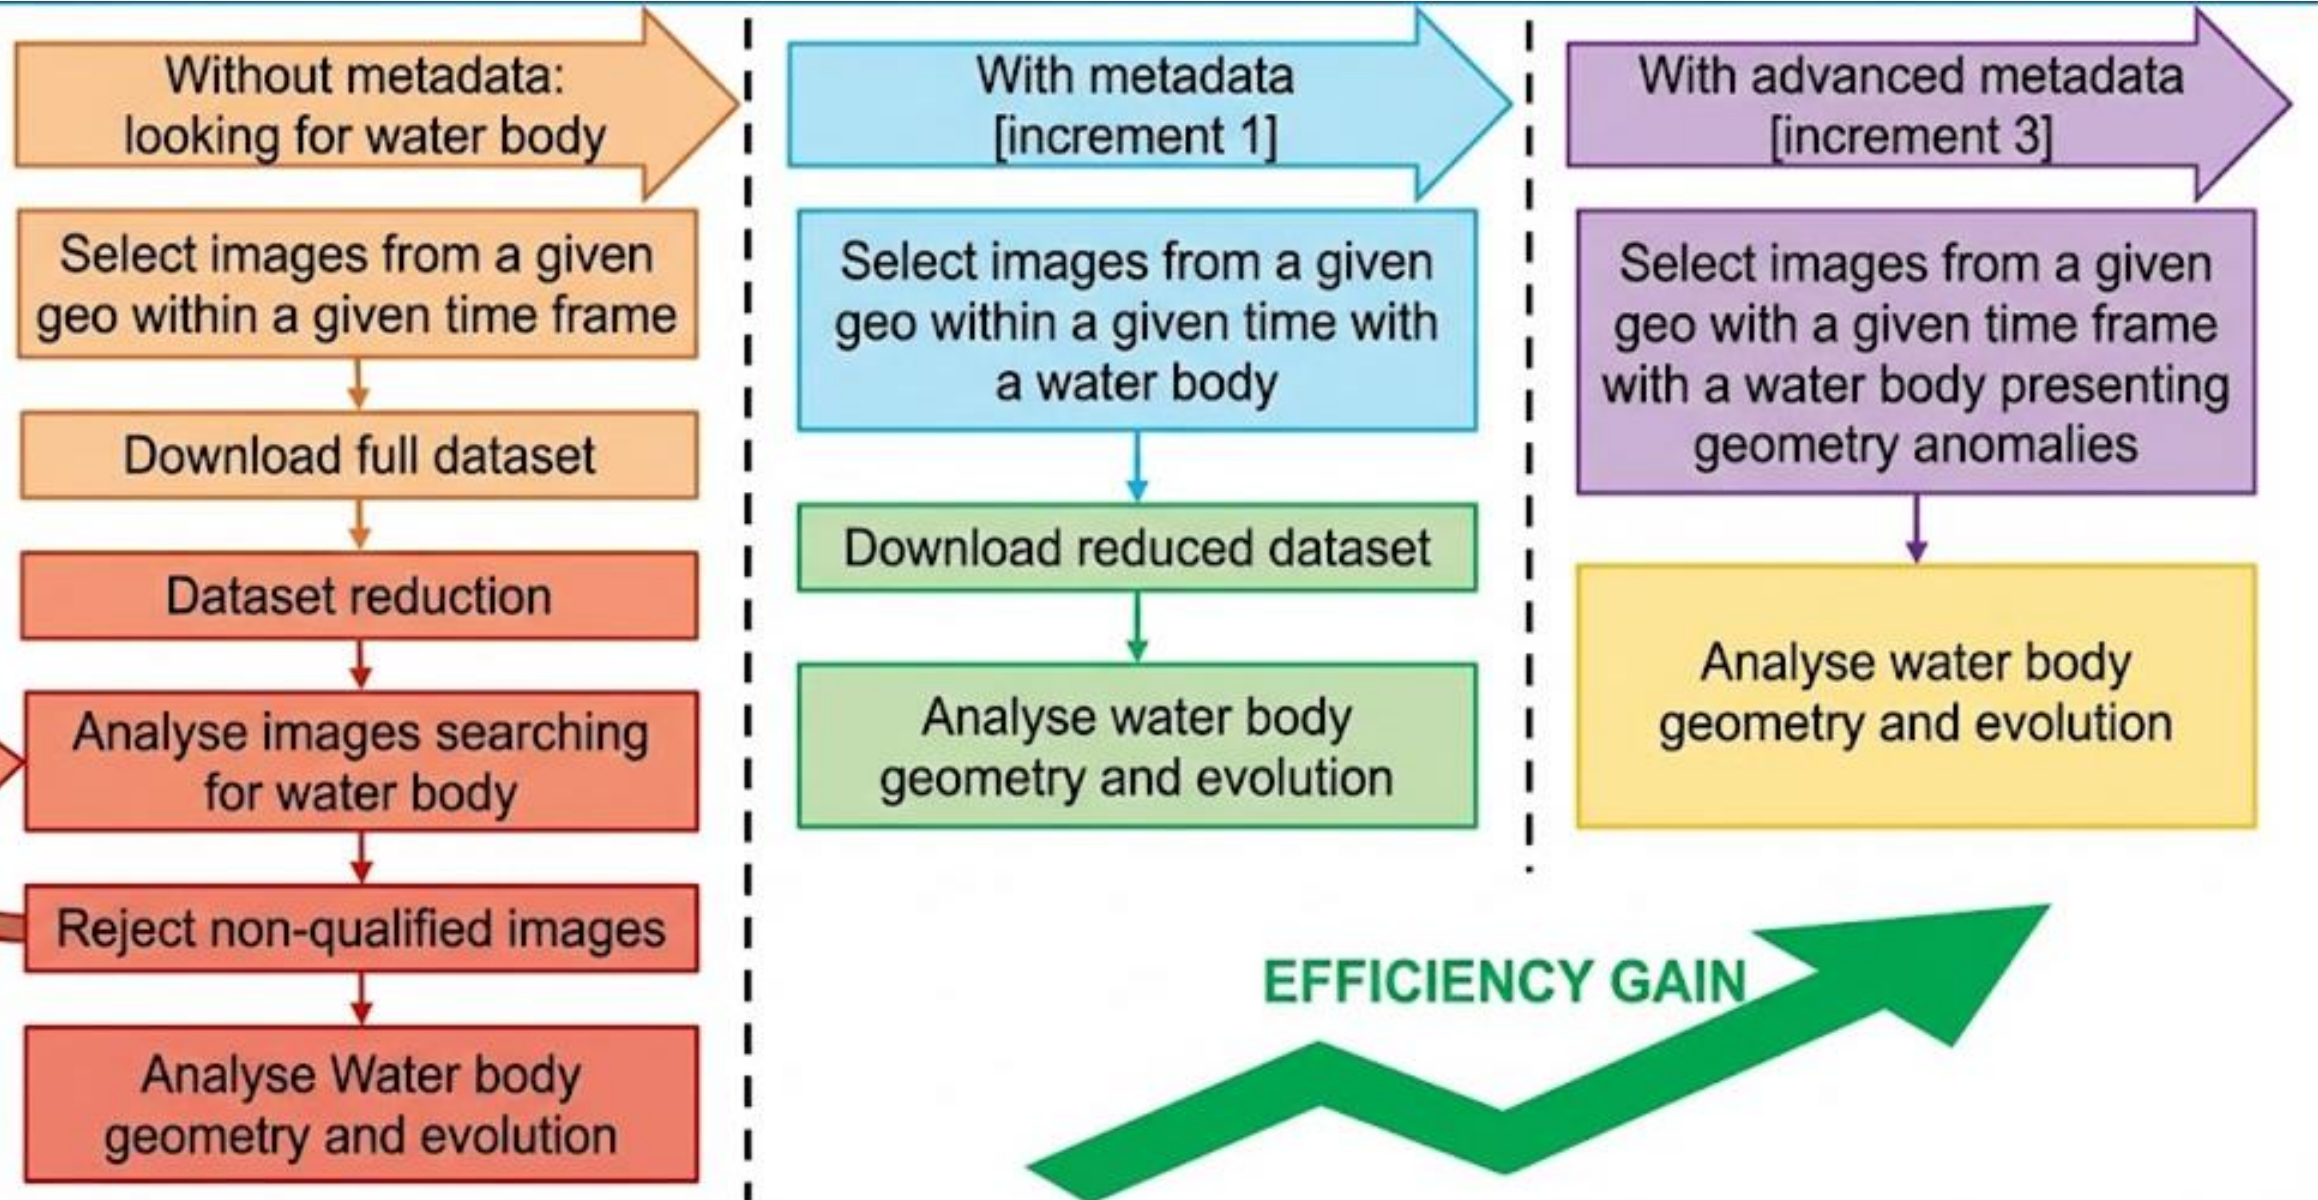 Without metadata:
looking for water body
Select images from a given
geo within a given time frame
Download full dataset
Dataset reduction
Analyse images searching
for water body
Reject non-qualified images
Analyse Water body
geometry and evolution
With metadata
[increment 1]
Select images from a given
geo within a given time with
a water body
Download reduced dataset
Analyse water body
geometry and evolution
With advanced metadata
[increment 3]
Select images from a given
geo with a given time frame
with a water body presenting
geometry anomalies
Analyse water body
geometry and evolution
EFFICIENCY GAIN